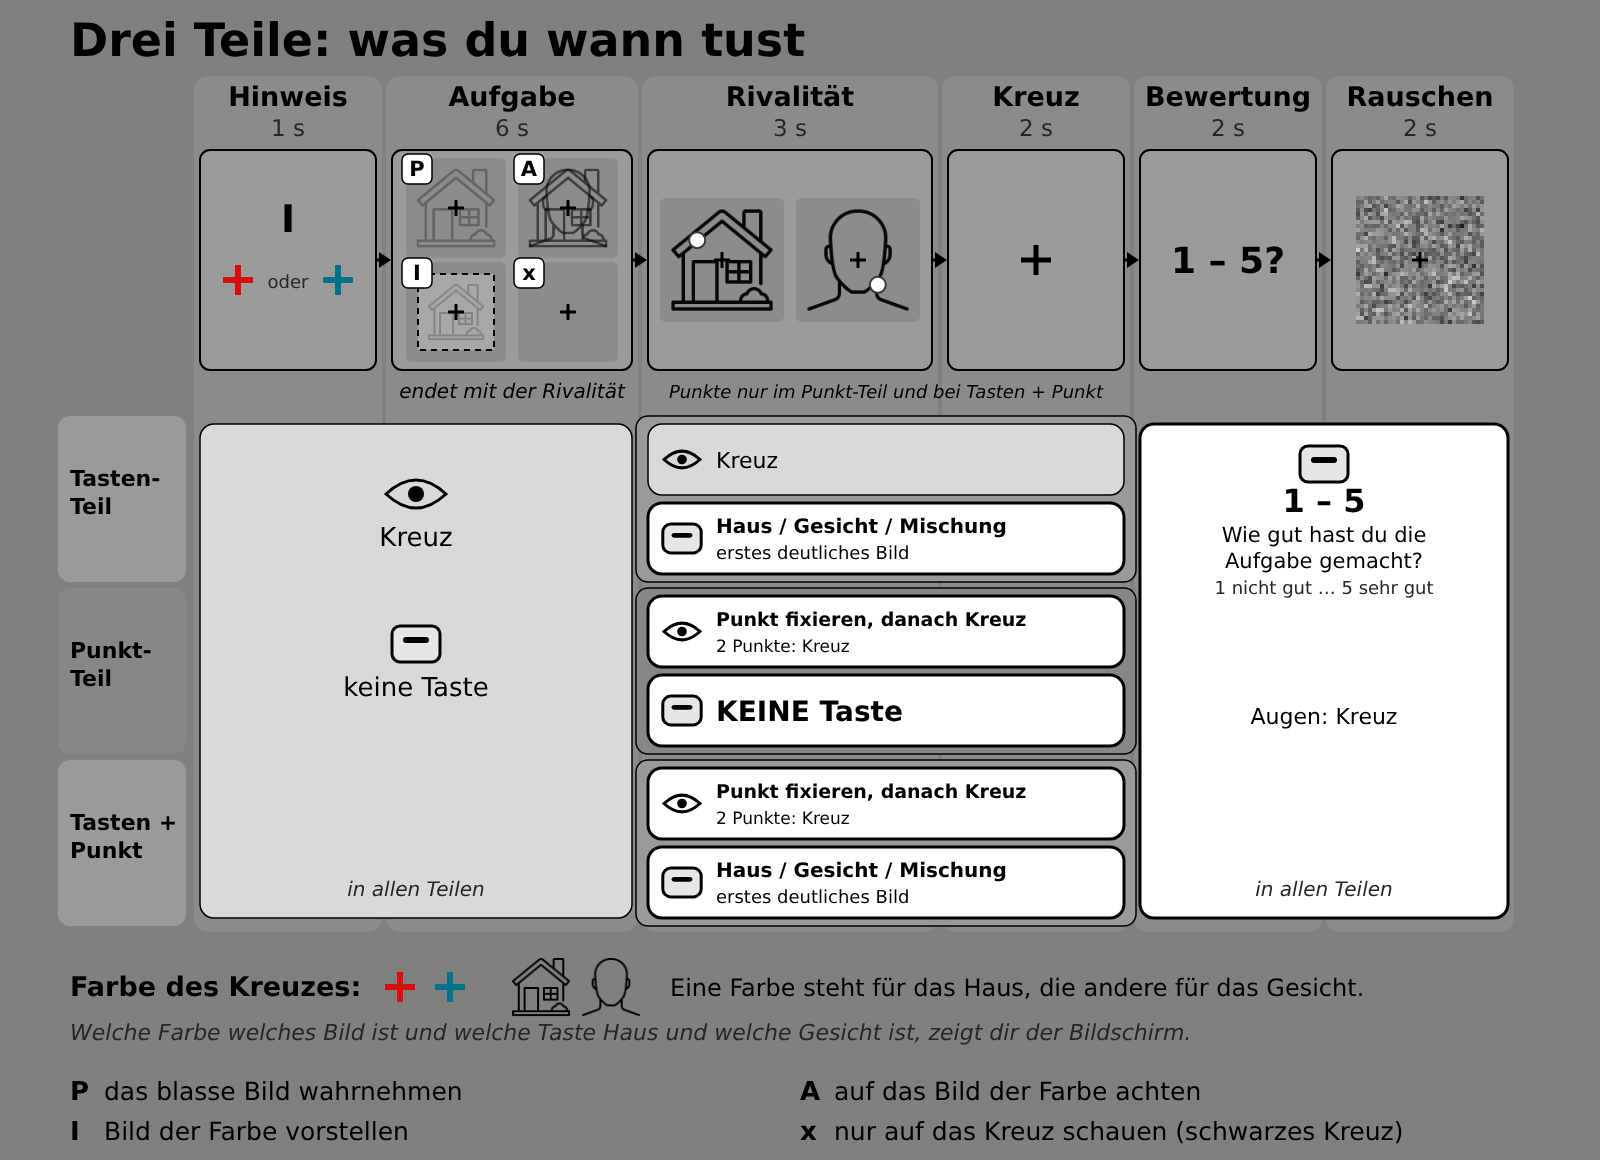 Drei Teile: was du wann tust
Hinweis
1 s
Aufgabe
6 s
Rivalität
3 s
Kreuz
2 s
Bewertung
2 s
Rauschen
2 s
I
oder
P
A
I
x
1 – 5?
endet mit der Rivalität
Punkte nur im Punkt-Teil und bei Tasten + Punkt
Tasten-
Teil
Punkt-
Teil
Tasten +
Punkt
Kreuz
keine Taste
in allen Teilen
Kreuz
Haus / Gesicht / Mischung
erstes deutliches Bild
Punkt fixieren, danach Kreuz
2 Punkte: Kreuz
KEINE Taste
Punkt fixieren, danach Kreuz
2 Punkte: Kreuz
Haus / Gesicht / Mischung
erstes deutliches Bild
1 – 5
Wie gut hast du die
Aufgabe gemacht?
1 nicht gut ... 5 sehr gut
Augen: Kreuz
in allen Teilen
Farbe des Kreuzes:
Eine Farbe steht für das Haus, die andere für das Gesicht.
Welche Farbe welches Bild ist und welche Taste Haus und welche Gesicht ist, zeigt dir der Bildschirm.
P das blasse Bild wahrnehmen
A auf das Bild der Farbe achten
I Bild der Farbe vorstellen
x nur auf das Kreuz schauen (schwarzes Kreuz)